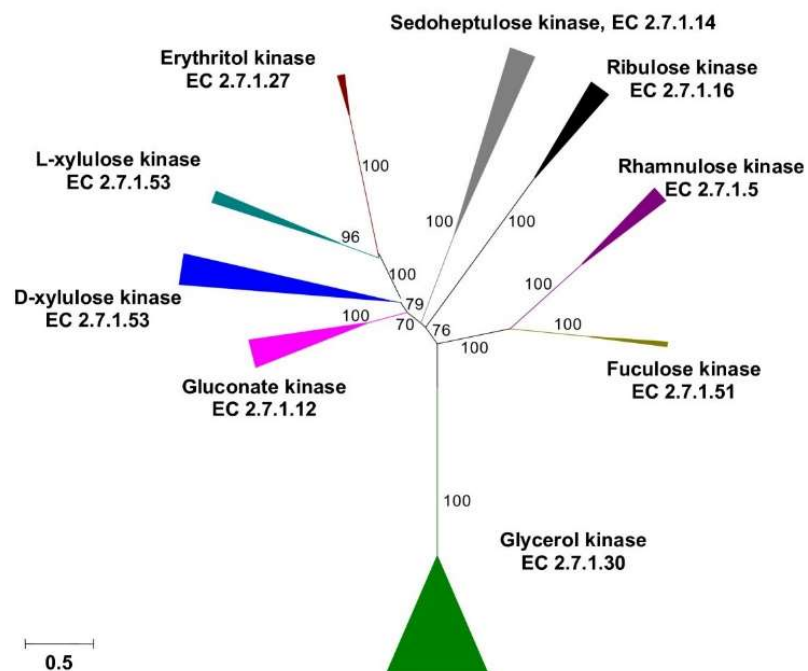 Sedoheptulose kinase, EC 2.7.1.14
Erythritol kinase
EC 2.7.1.27
Ribulose kinase
EC 2.7.1.16
L-xylulose kinase
EC 2.7.1.53
Rhamnulose kinase
EC 2.7.1.5
100
100
100
96
100
100
D-xylulose kinase
EC 2.7.1.53
79
100
70
76
100
100
Gluconate kinase
EC 2.7.1.12
Fuculose kinase
EC 2.7.1.51
100
Glycerol kinase
EC 2.7.1.30
0.5